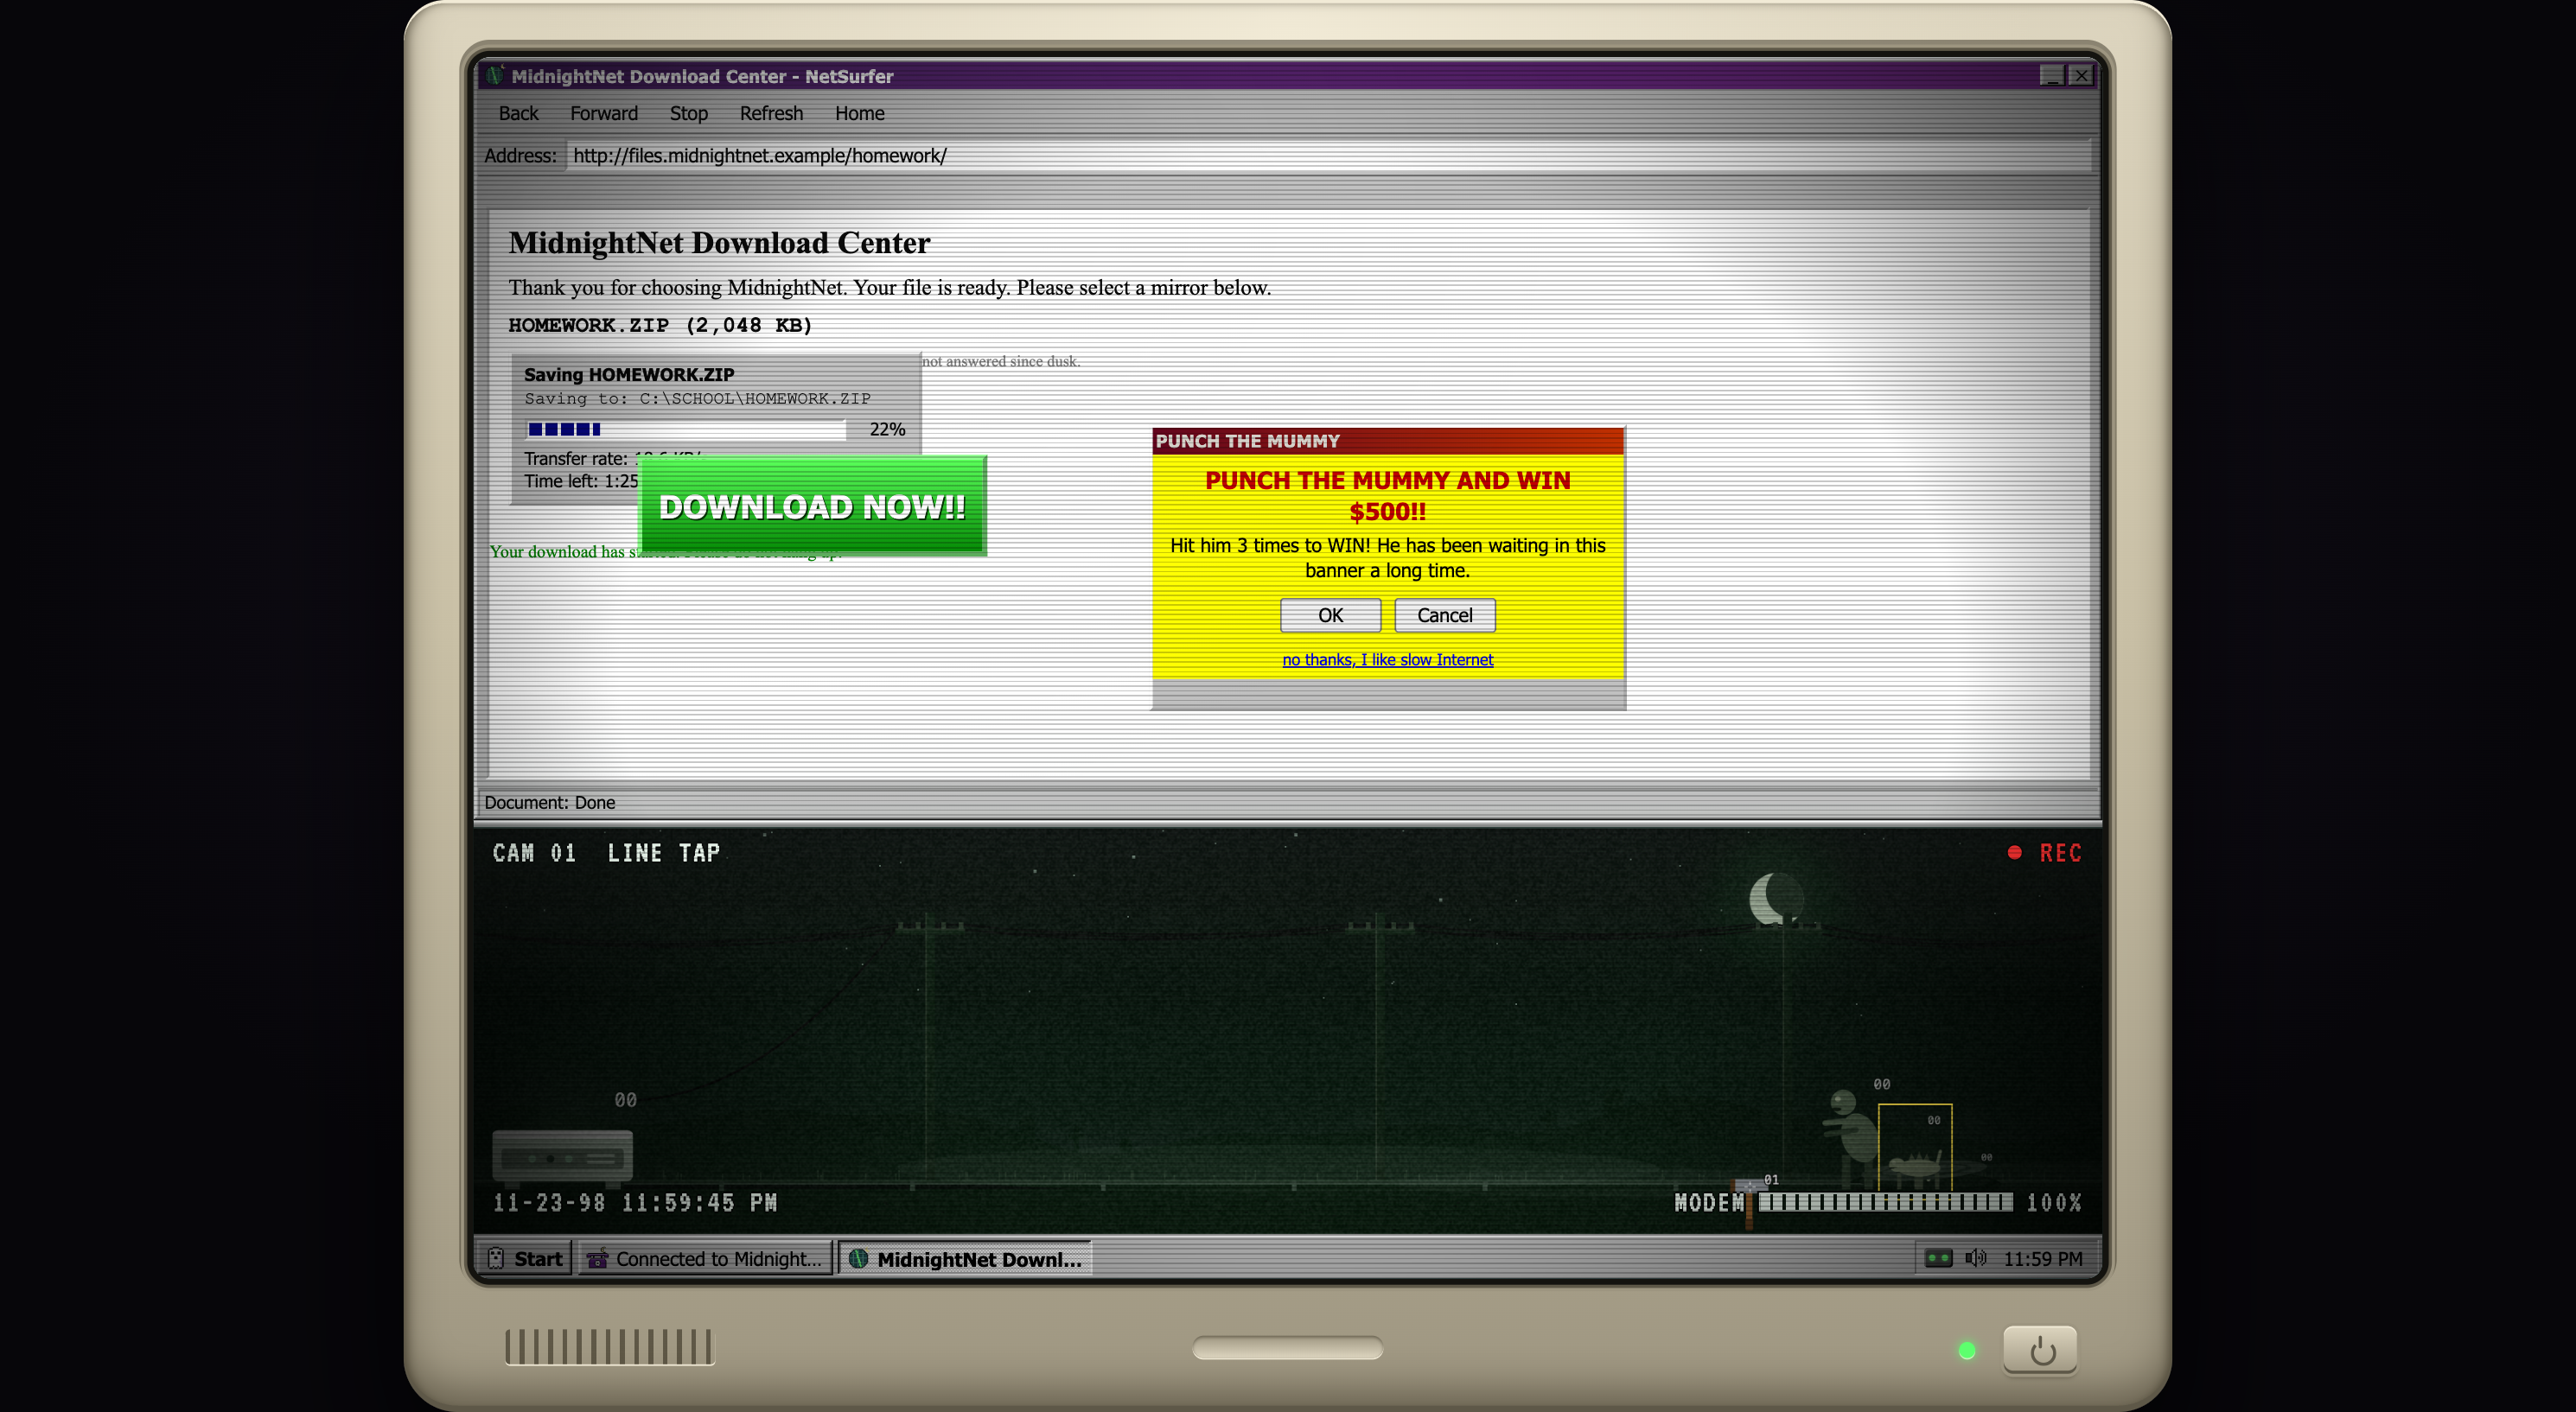 MidnightNet Download Center - NetSurfer
Back Forward Stop Refresh Home
Address: http://files.midnightnet.example/homework/
MidnightNet Download Center
Thank you for choosing MidnightNet. Your file is ready. Please select a mirror below.
HOMEWORK.ZIP (2,048 KB)
not answered since dusk.
Saving HOMEWORK.ZIP
Saving to: C:\SCHOOL\HOMEWORK.ZIP
22%
Transfer rate:
Time left: 1:25
DOWNLOAD NOW!!
Your download has
PUNCH THE MUMMY
PUNCH THE MUMMY AND WIN
$500!!
Hit him 3 times to WIN! He has been waiting in this
banner a long time.
OK Cancel
no thanks, I like slow Internet
Document: Done
CAM 01 LINE TAP
REC
00
00
00
00
01
11-23-98 11:59:45 PM
MODEM 100%
Start Connected to Midnight... MidnightNet Downl... 11:59 PM